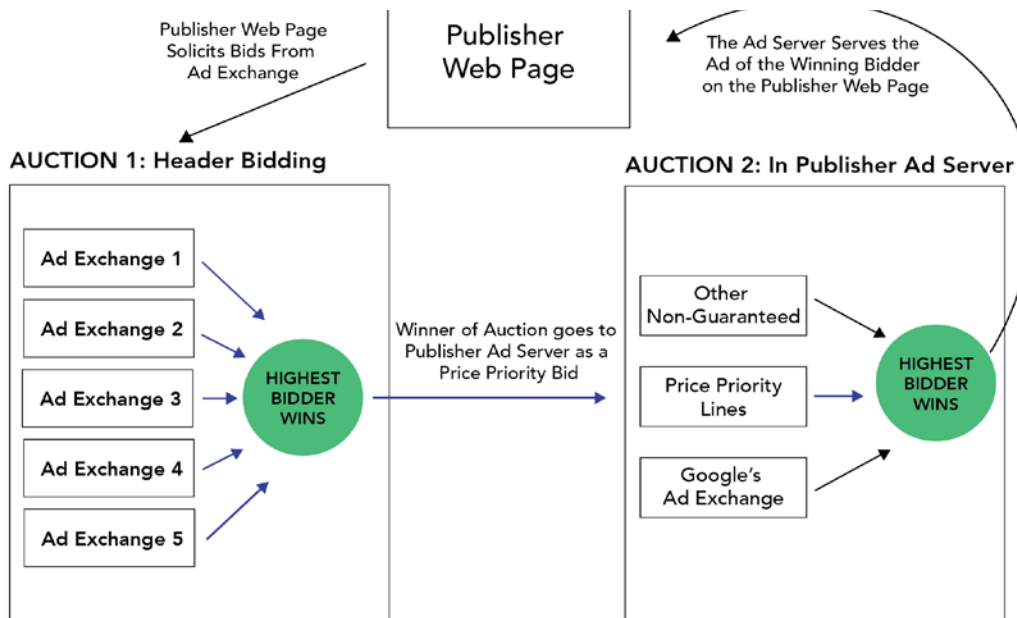 Publisher Web Page
Solicits Bids From
Ad Exchange
Publisher
Web Page
The Ad Server Serves the
Ad of the Winning Bidder
on the Publisher Web Page
AUCTION 1: Header Bidding
Ad Exchange 1
Ad Exchange 2
Ad Exchange 3
Ad Exchange 4
Ad Exchange 5
HIGHEST
BIDDER
WINS
Winner of Auction goes to
Publisher Ad Server as a
Price Priority Bid
AUCTION 2: In Publisher Ad Server
Other
Non-Guaranteed
Price Priority
Lines
Google's
Ad Exchange
HIGHEST
BIDDER
WINS